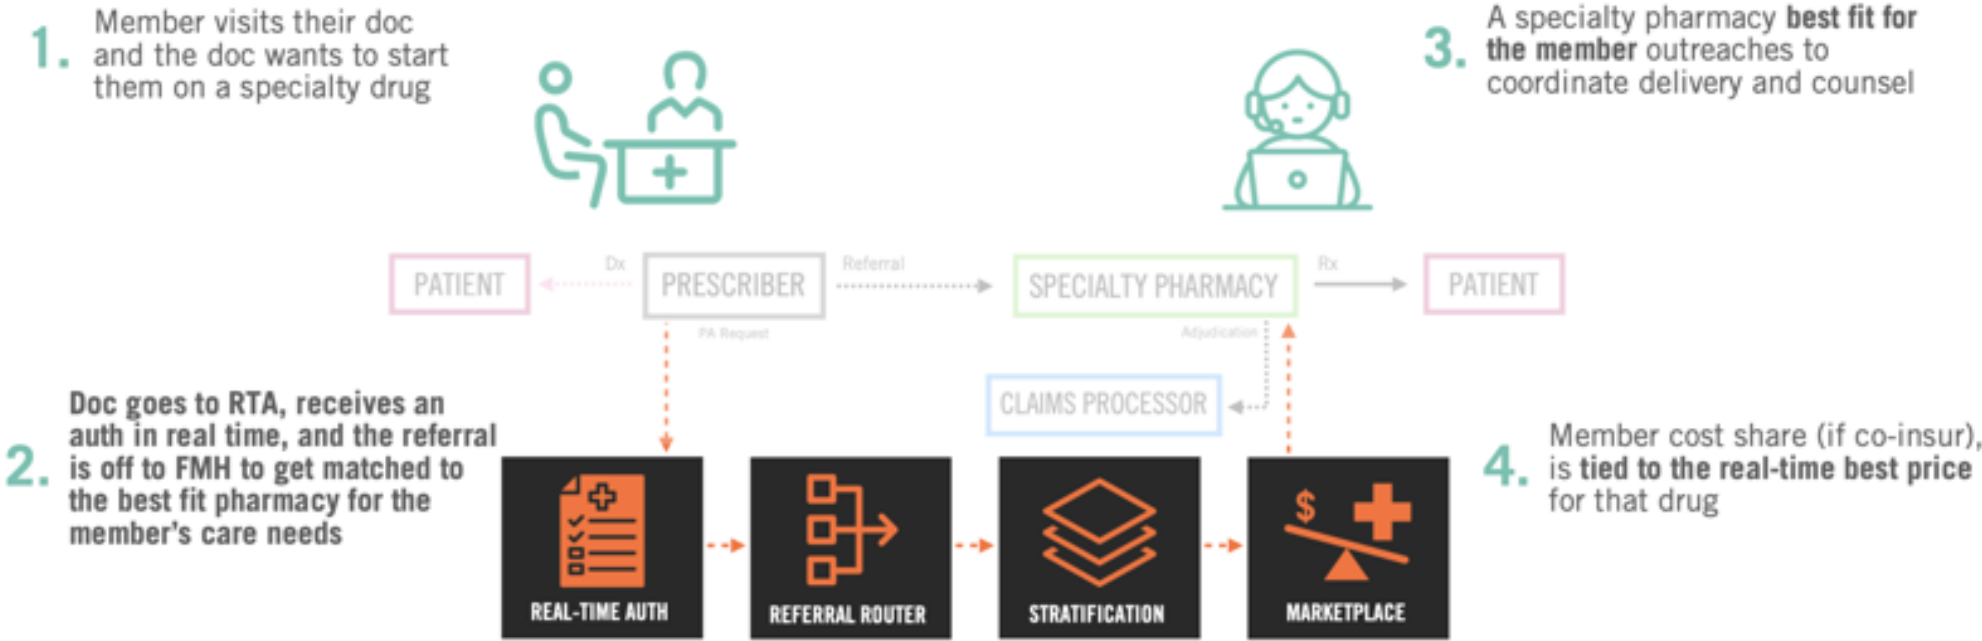 1. Member visits their doc
and the doc wants to start
them on a specialty drug
3. A specialty pharmacy best fit for
the member outreaches to
coordinate delivery and counsel
PATIENT
Dx
PRESCRIBER
Referral
SPECIALTY PHARMACY
Rx
PATIENT
PA Request
Adjudication
CLAIMS PROCESSOR
2. Doc goes to RTA, receives an
auth in real time, and the referral
is off to FMH to get matched to
the best fit pharmacy for the
member’s care needs
4. Member cost share (if co-insur),
is tied to the real-time best price
for that drug
$
REAL-TIME AUTH
REFERRAL ROUTER
STRATIFICATION
MARKETPLACE